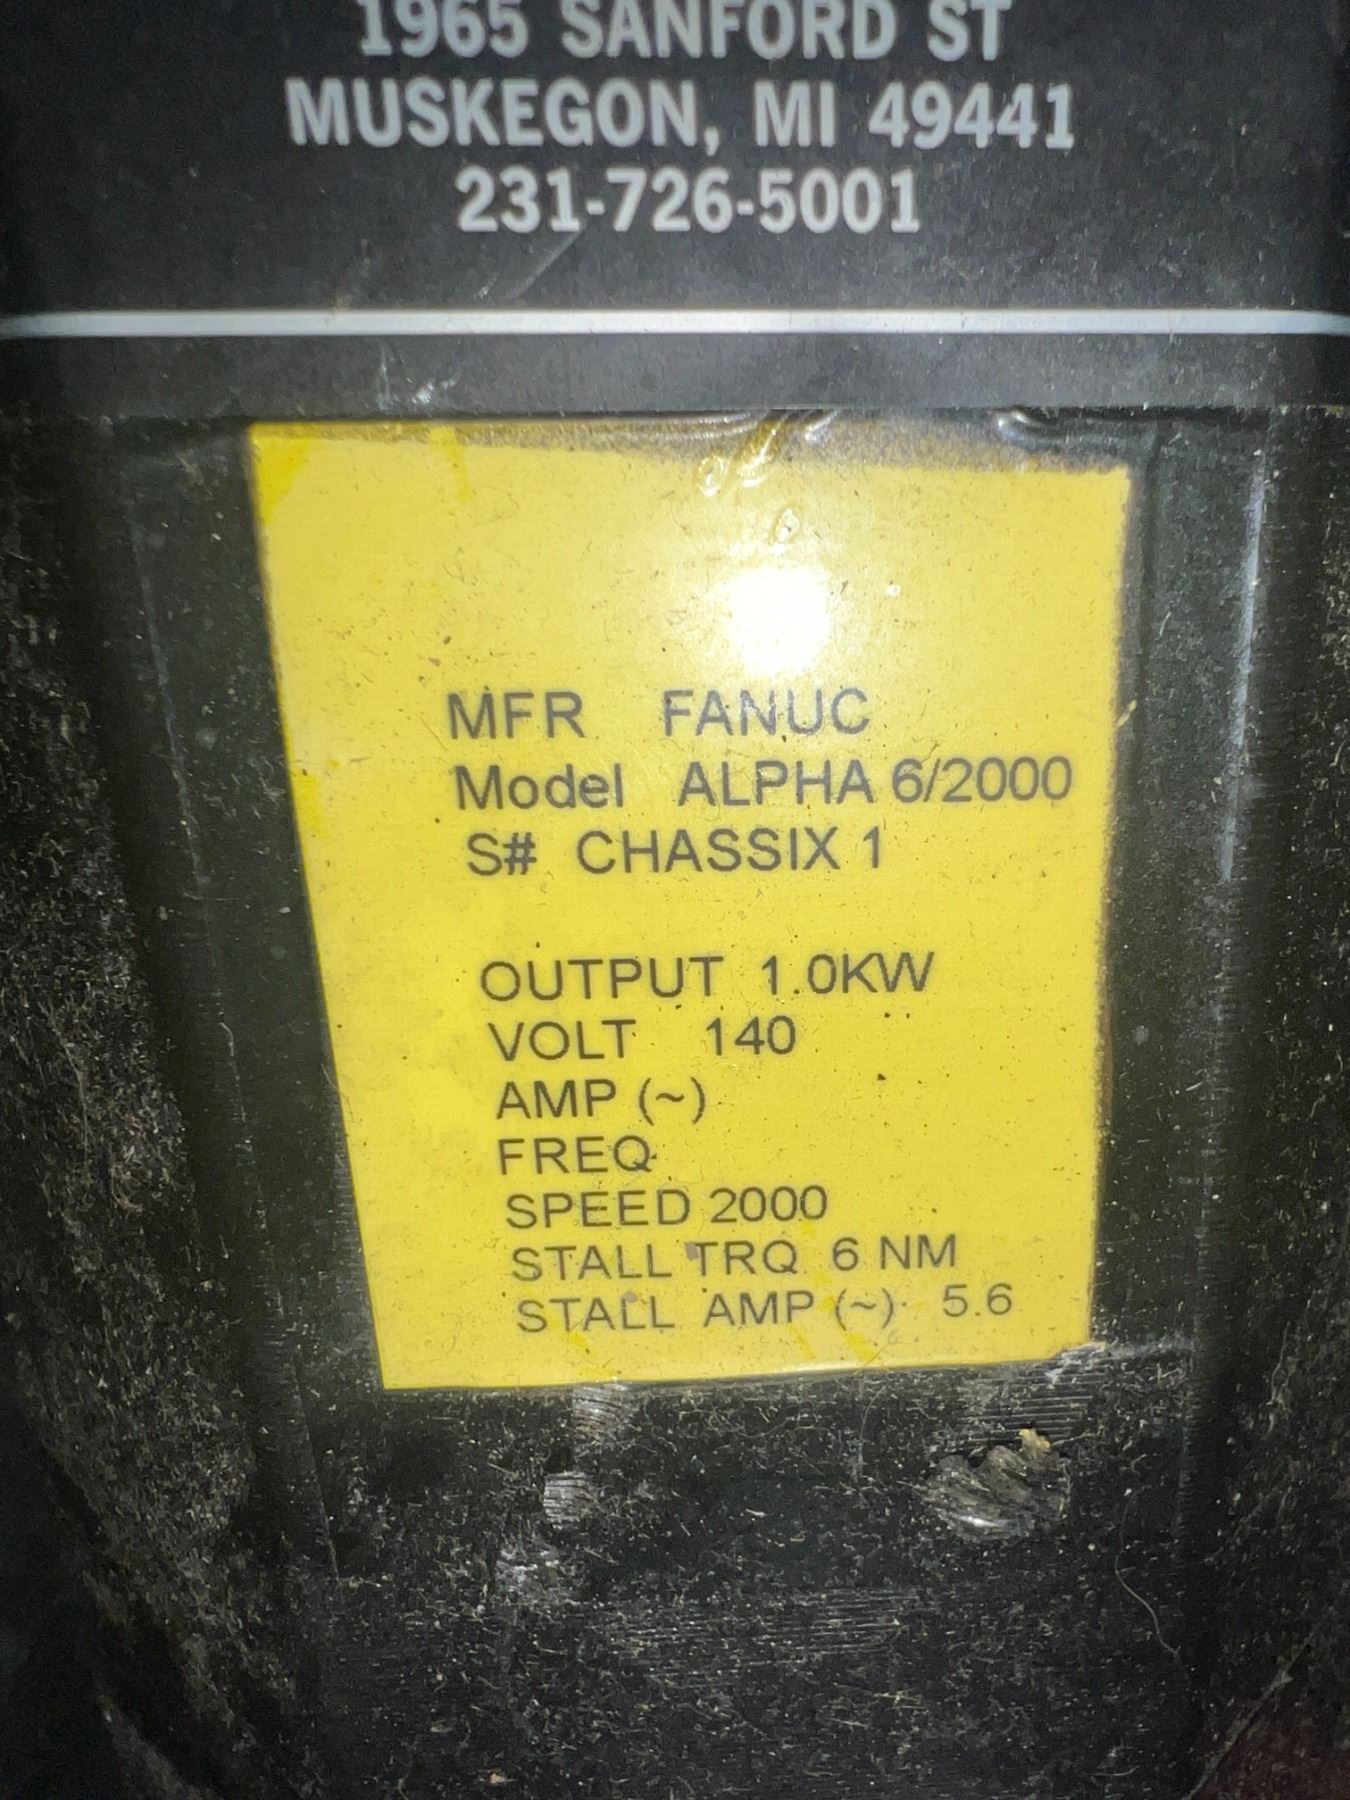 1965 SANFORD ST
MUSKEGON, MI 49441
231-726-5001
MFR FANUC
Model ALPHA 6/2000
S# CHASSIX 1
OUTPUT 1.0KW
VOLT 140
AMP (~)
FREQ
SPEED 2000
STALL TRQ 6 NM
STALL AMP (~) 5.6